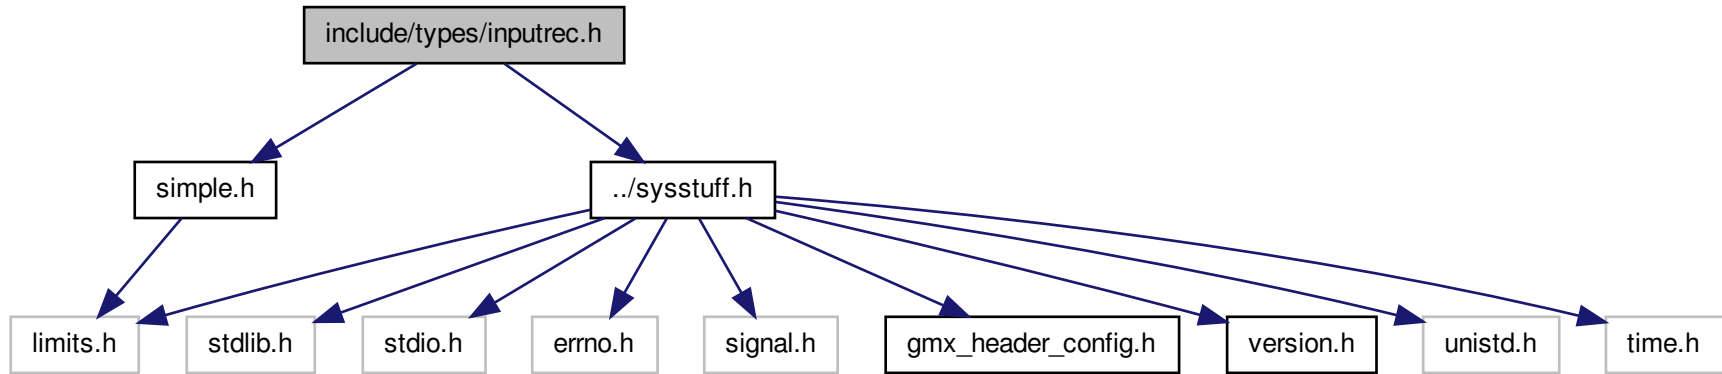 include/types/inputrec.h
simple.h
../sysstuff.h
limits.h
stdlib.h
stdio.h
errno.h
signal.h
gmx_header_config.h
version.h
unistd.h
time.h